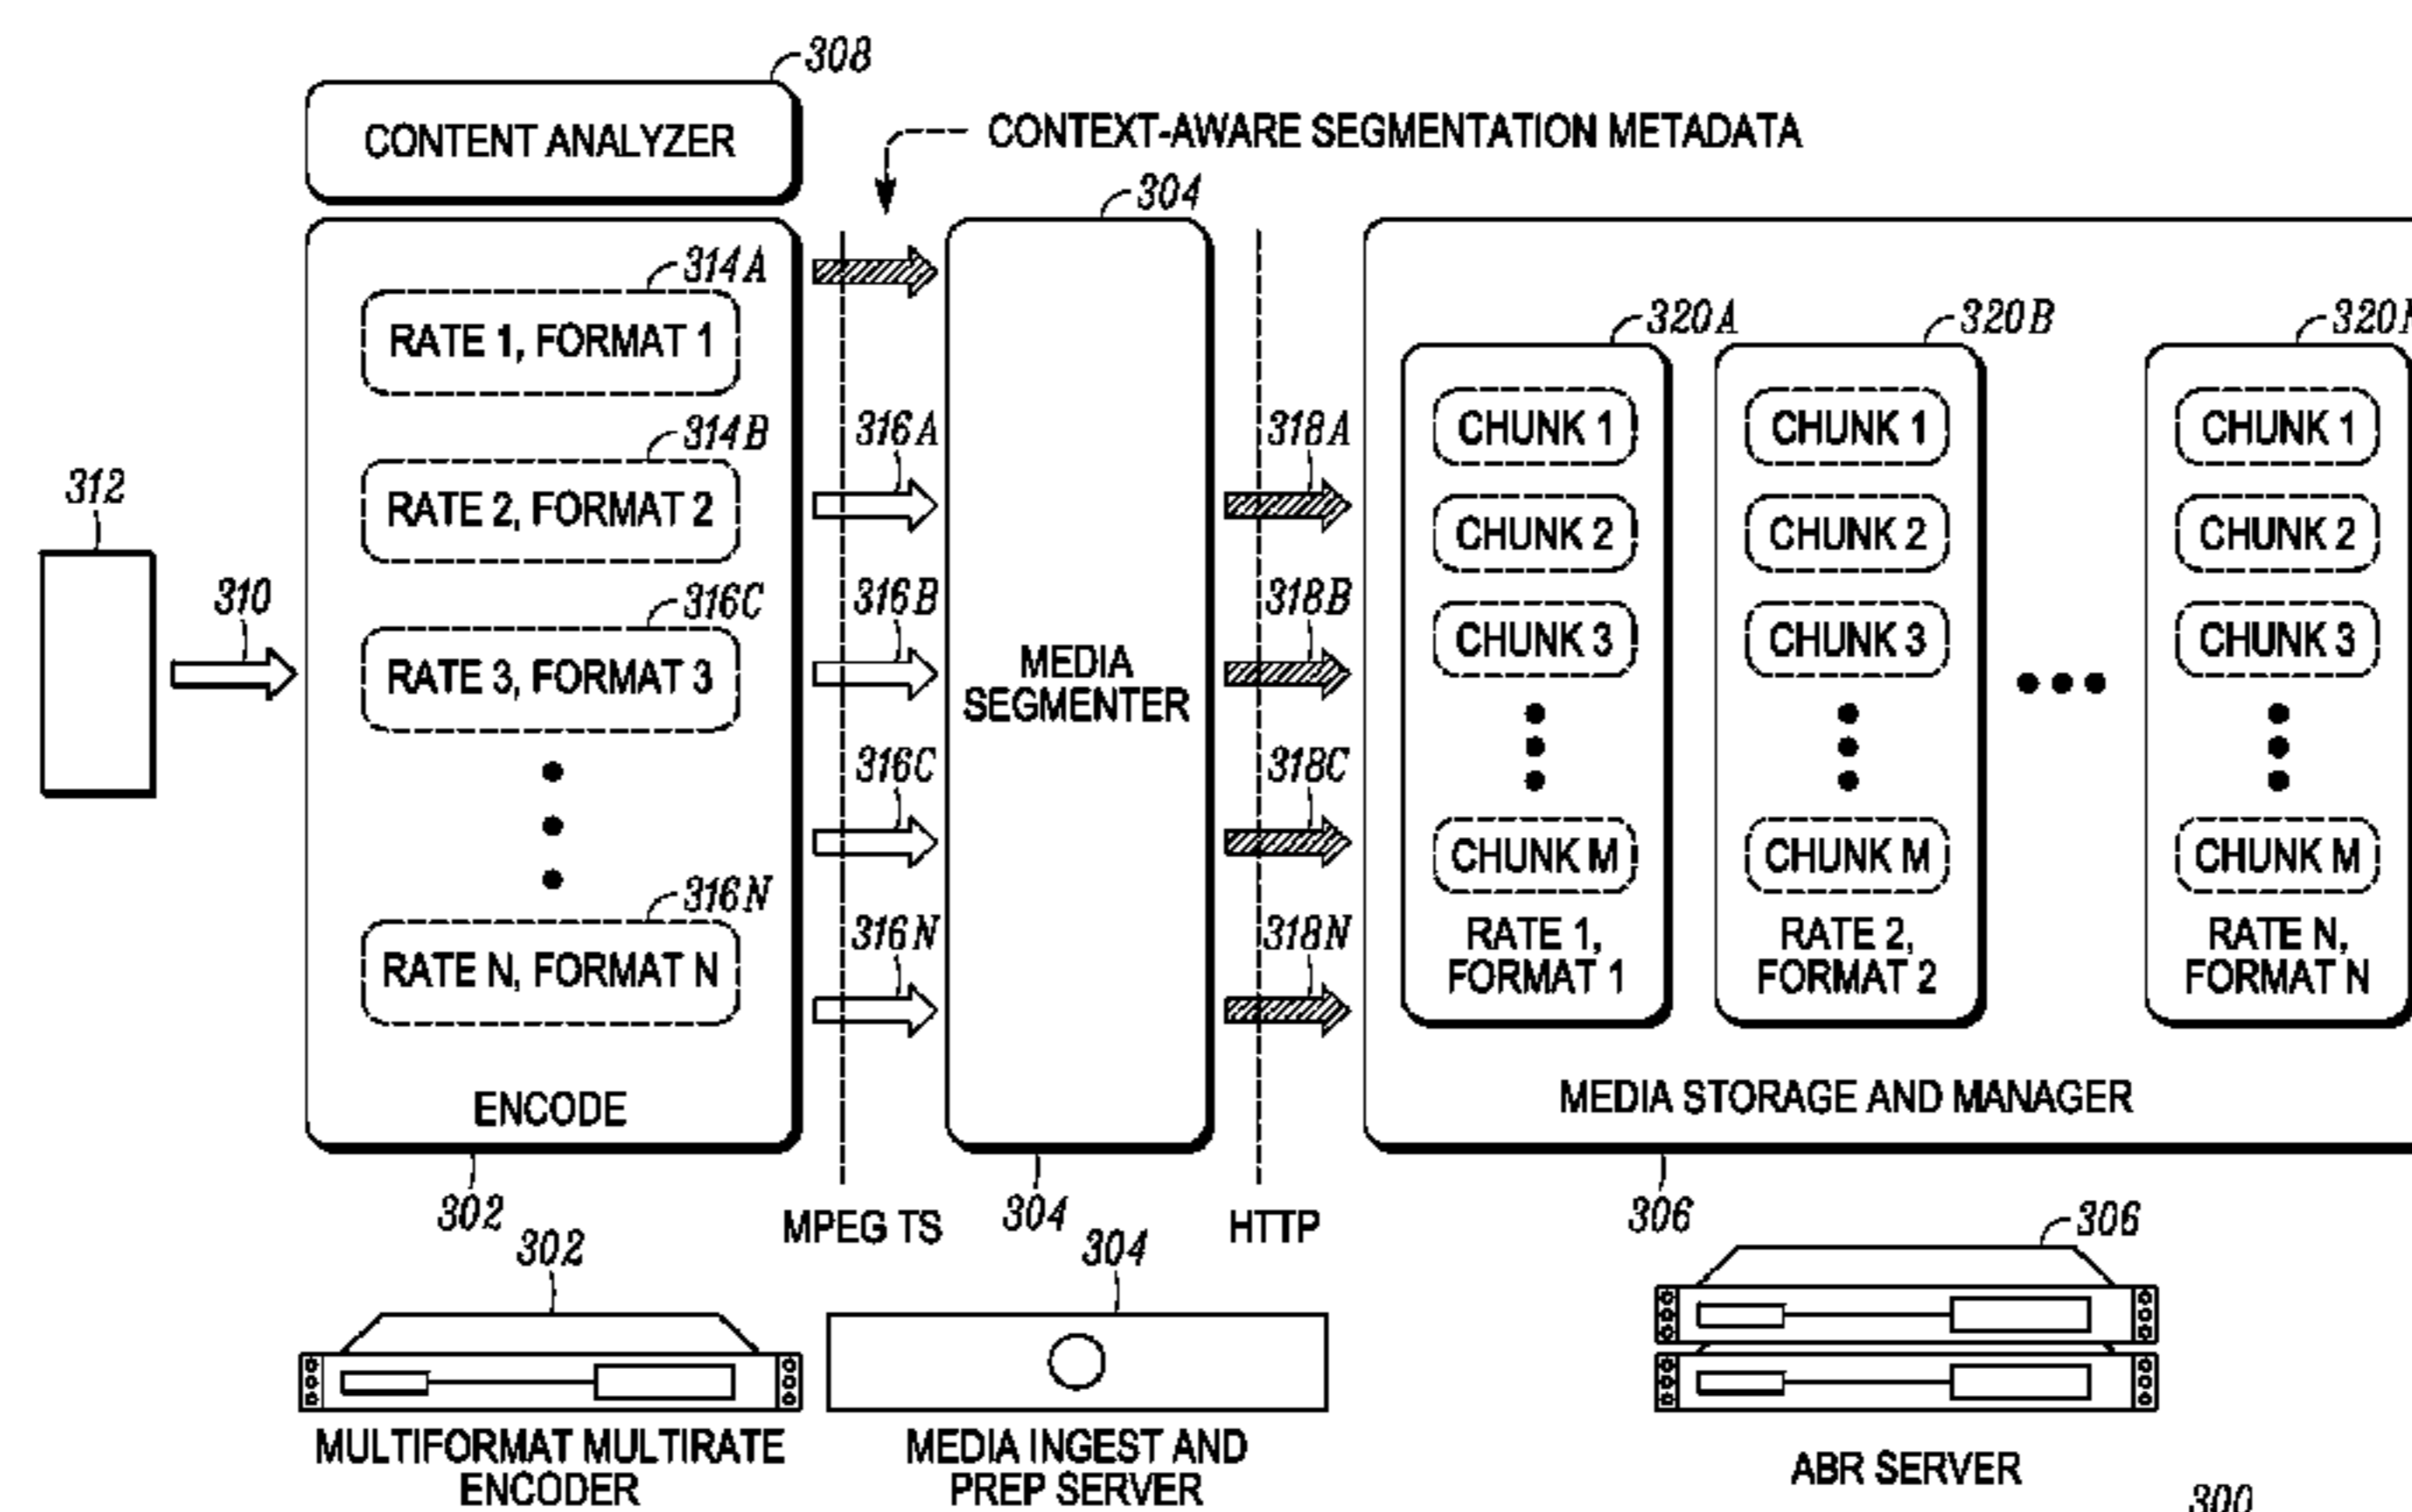 308
CONTENT ANALYZER
CONTEXT-AWARE SEGMENTATION METADATA
304
314A
RATE 1, FORMAT 1
314B
RATE 2, FORMAT 2
316C
RATE 3, FORMAT 3
316N
RATE N, FORMAT N
ENCODE
302
312
310
316A
316B
316C
316N
MPEG TS
MEDIA
SEGMENTER
304
318A
318B
318C
318N
HTTP
320A
CHUNK 1
CHUNK 2
CHUNK 3
CHUNK M
RATE 1,
FORMAT 1
320B
CHUNK 1
CHUNK 2
CHUNK 3
CHUNK M
RATE 2,
FORMAT 2
320
CHUNK 1
CHUNK 2
CHUNK 3
CHUNK M
RATE N,
FORMAT N
MEDIA STORAGE AND MANAGER
306
302
MULTIFORMAT MULTIRATE
ENCODER
304
MEDIA INGEST AND
PREP SERVER
306
ABR SERVER
300